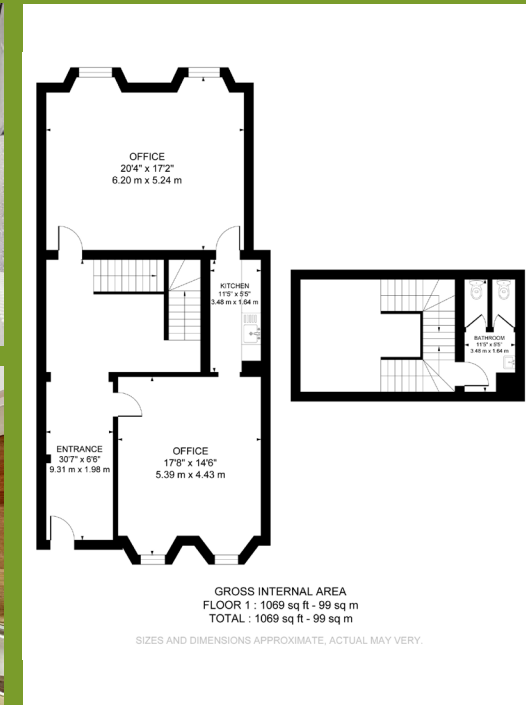 OFFICE
20'4" x 17'2"
6.20 m x 5.24 m
KITCHEN
11'5" x 5'5"
3.48 m x 1.64 m
BATHROOM
11'5" x 5'5"
3.48 m x 1.64 m
ENTRANCE
30'7" x 6'6"
9.31 m x 1.98 m
OFFICE
17'8" x 14'6"
5.39 m x 4.43 m
GROSS INTERNAL AREA
FLOOR 1 : 1069 sq ft - 99 sq m
TOTAL : 1069 sq ft - 99 sq m
SIZES AND DIMENSIONS APPROXIMATE, ACTUAL MAY VERY.